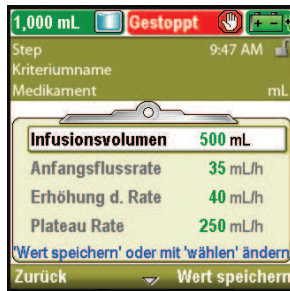 1,000 mL Gestoppt
Step 9:47 AM
Kriteriumname
Medikament mL
Infusionsvolumen 500 mL
Anfangsflussrate 35 mL/h
Erhöhung d. Rate 40 mL/h
Plateau Rate 250 mL/h
'Wert speichern' oder mit 'wählen' ändern
Zurück Wert speichern